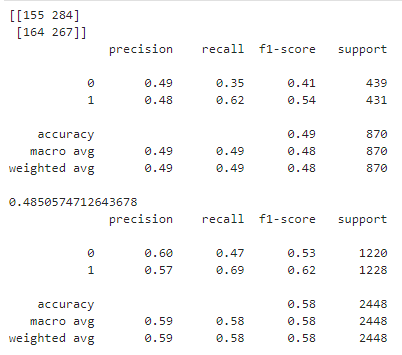 [[155 284]
[164 267]]
precision recall f1-score support
0 0.49 0.35 0.41 439
1 0.48 0.62 0.54 431
accuracy 0.49 870
macro avg 0.49 0.49 0.48 870
weighted avg 0.49 0.49 0.48 870
0.4850574712643678
precision recall f1-score support
0 0.60 0.47 0.53 1220
1 0.57 0.69 0.62 1228
accuracy 0.58 2448
macro avg 0.59 0.58 0.58 2448
weighted avg 0.59 0.58 0.58 2448